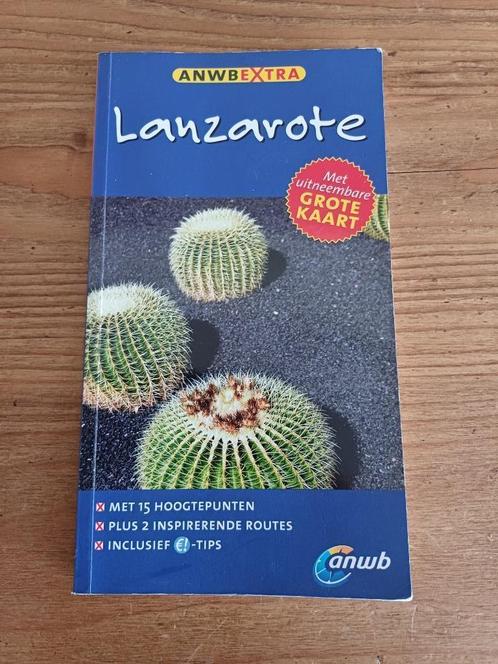 ANWBEXTRA
Lanzarote
Met
uitneembare
GROTE
KAART
MET 15 HOOGTEPUNTEN
PLUS 2 INSPIRERENDE ROUTES
INCLUSIEF €!-TIPS
anwb